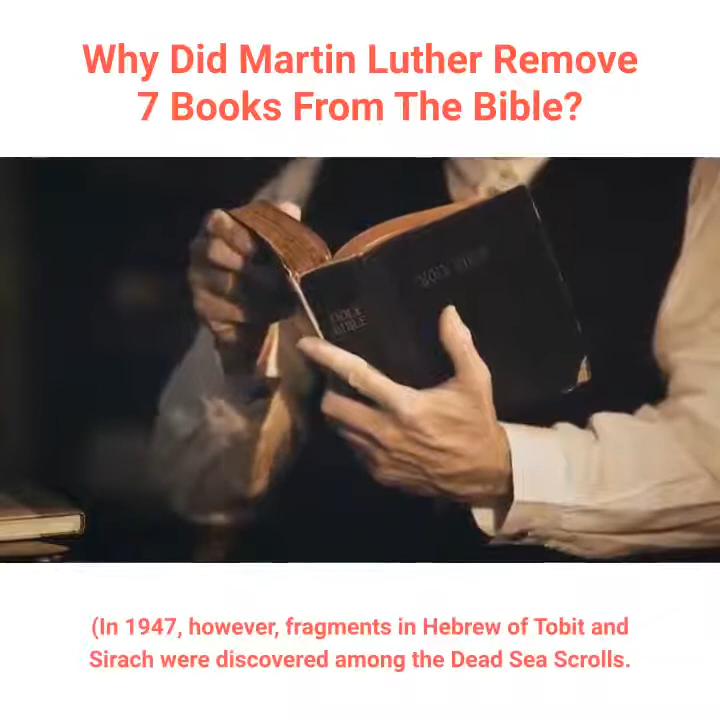 Why Did Martin Luther Remove
7 Books From The Bible?
HOLY BIBLE
HOLY
BIBLE
(In 1947, however, fragments in Hebrew of Tobit and
Sirach were discovered among the Dead Sea Scrolls.